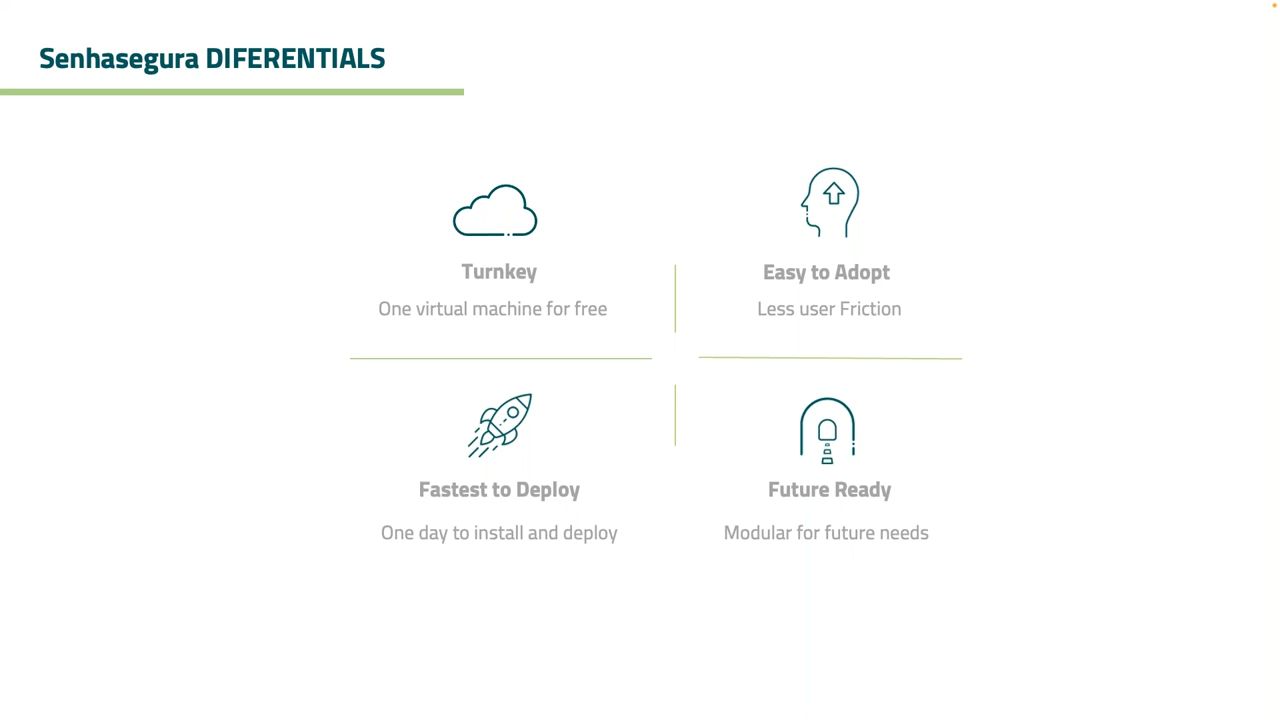 Senhasegura DIFERENTIALS
Turnkey
One virtual machine for free
Easy to Adopt
Less user Friction
Fastest to Deploy
One day to install and deploy
Future Ready
Modular for future needs